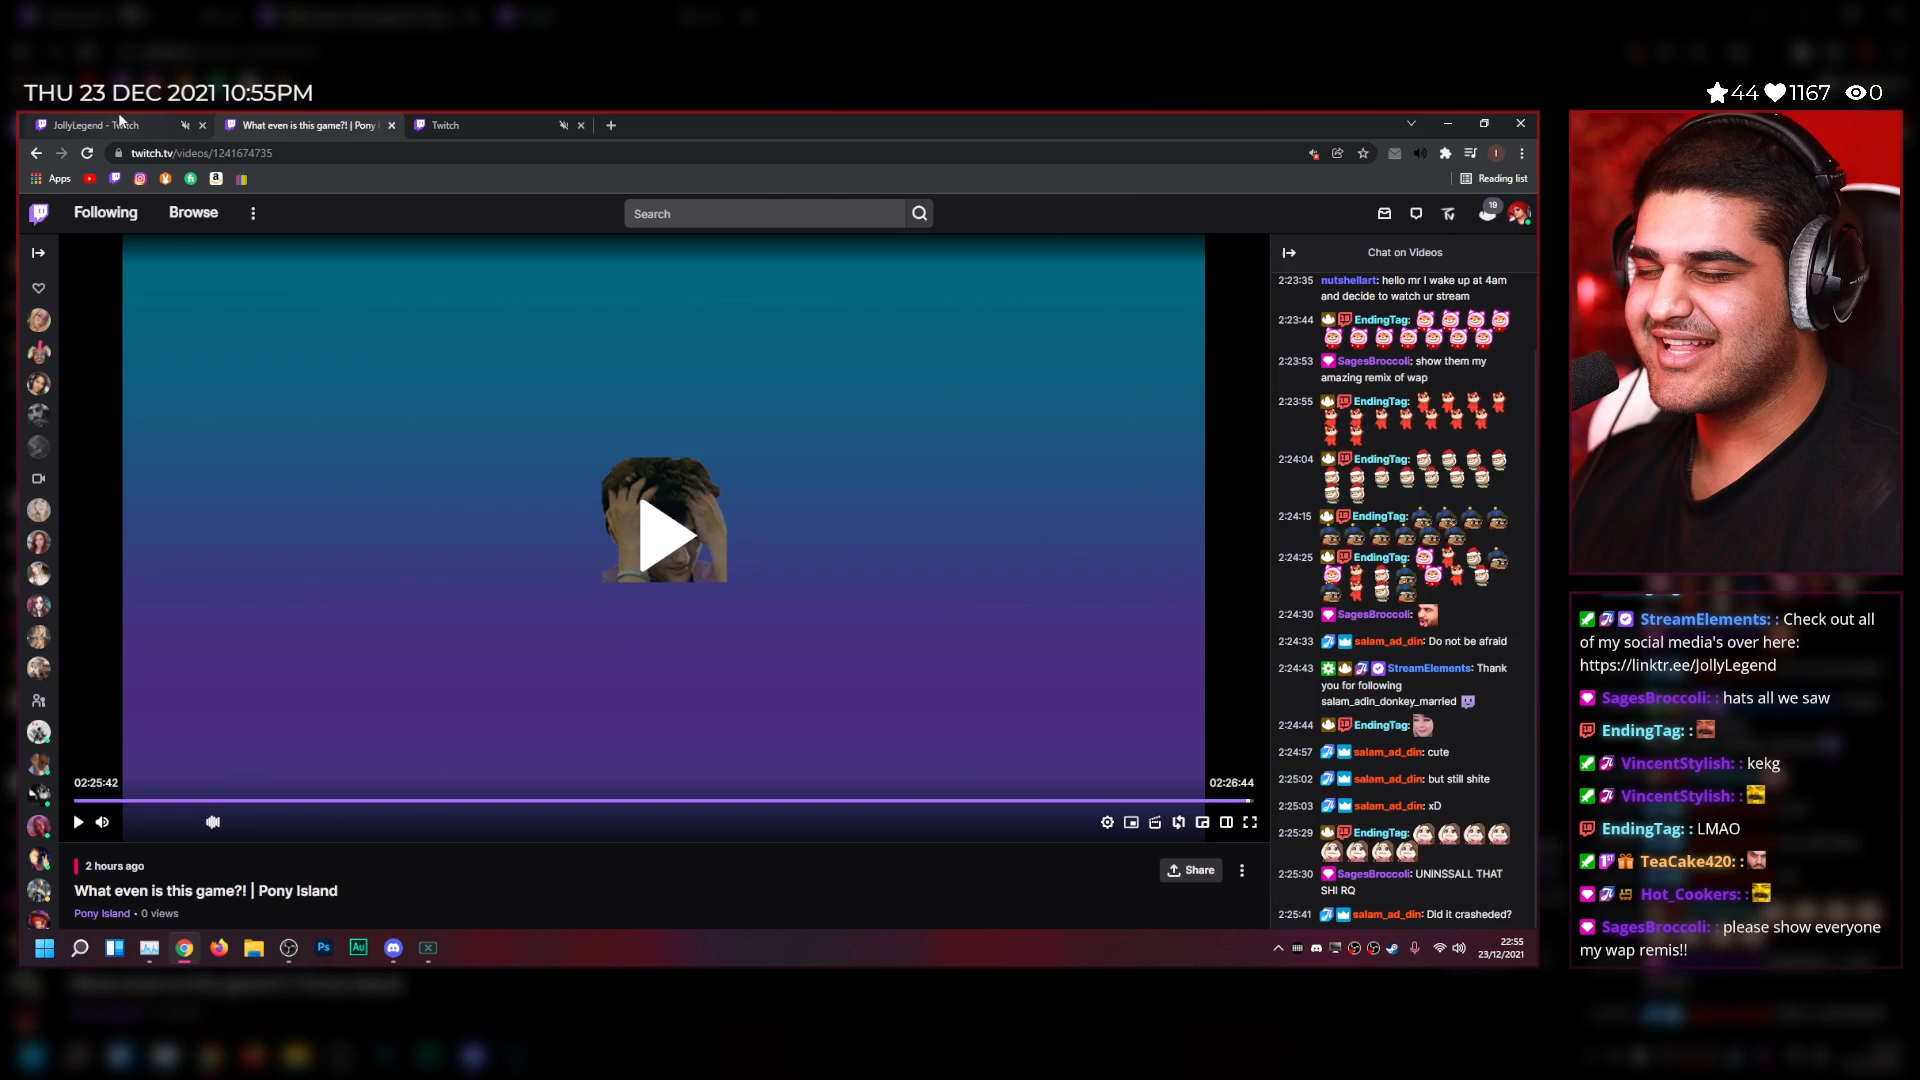 THU 23 DEC 2021 10:55PM
44 1167 0
JollyLegend - Twitch
What even is this game?! | Pony
Twitch
twitch.tv/videos/1241674735
Apps
Reading list
Following
Browse
Search
19
Chat on Videos
2:23:35 nutshellart: hello mr I wake up at 4am
and decide to watch ur stream
2:23:44 EndingTag:
2:23:53 SagesBroccoli: show them my
amazing remix of wap
2:23:55 EndingTag:
2:24:04 EndingTag:
2:24:15 EndingTag:
2:24:25 EndingTag:
2:24:30 SagesBroccoli:
2:24:33 salam_ad_din: Do not be afraid
2:24:43 StreamElements: Thank
you for following
salam_adin_donkey_married
2:24:44 EndingTag:
2:24:57 salam_ad_din: cute
2:25:02 salam_ad_din: but still shite
2:25:03 salam_ad_din: xD
2:25:29 EndingTag:
2:25:30 SagesBroccoli: UNINSSALL THAT
SHI RQ
2:25:41 salam_ad_din: Did it crasheded?
02:25:42
02:26:44
2 hours ago
Share
What even is this game?! | Pony Island
Pony Island • 0 views
Ps
Au
22:55
23/12/2021
StreamElements: : Check out all
of my social media's over here:
https://linktr.ee/JollyLegend
SagesBroccoli: : hats all we saw
EndingTag: :
VincentStylish: : kekg
VincentStylish: :
EndingTag: : LMAO
TeaCake420: :
Hot_Cookers: :
SagesBroccoli: : please show everyone
my wap remis!!